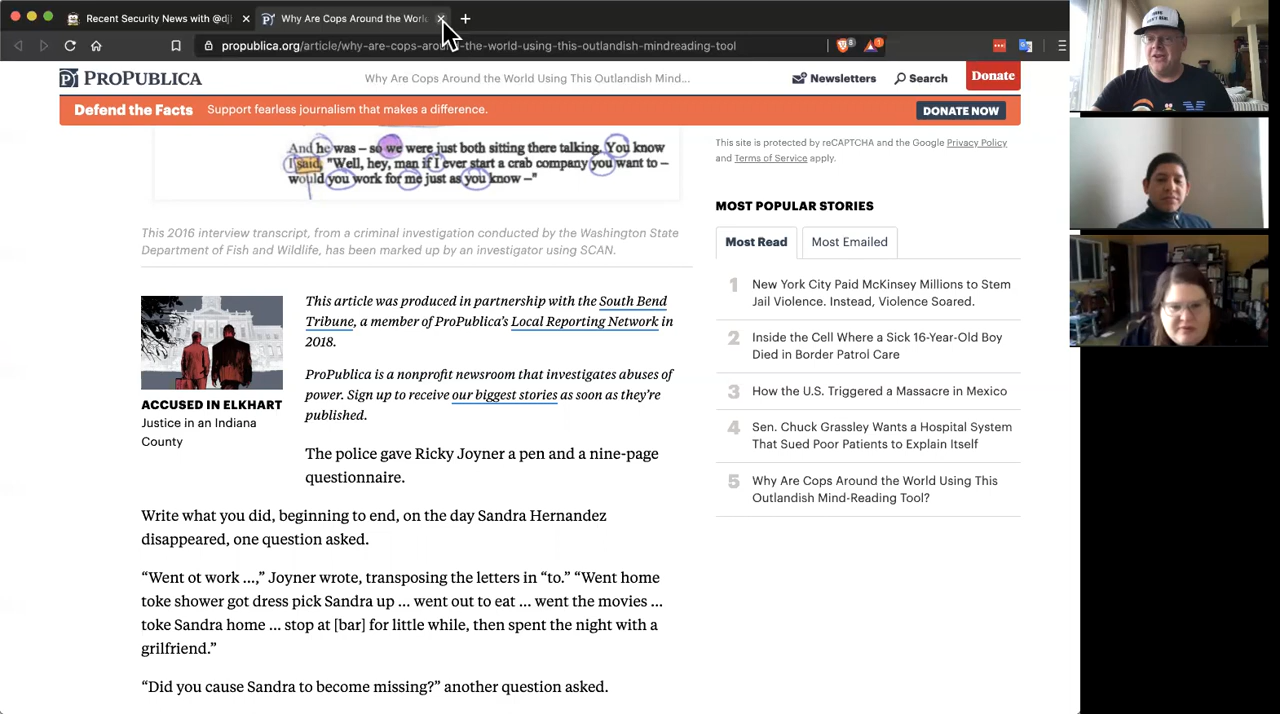 Recent Security News with @dj
Why Are Cops Around the Worl
propublica.org/article/why-are-cops-around-the-world-using-this-outlandish-mindreading-tool
8
1
PROPUBLICA
Why Are Cops Around the World Using This Outlandish Mind...
Newsletters
Search
Donate
Defend the Facts
Support fearless journalism that makes a difference.
DONATE NOW
And he was – so we were just both sitting there talking. You know
I said, "Well, hey, man if I ever start a crab company you want to –
would you work for me just as you know –"
This 2016 interview transcript, from a criminal investigation conducted by the Washington State
Department of Fish and Wildlife, has been marked up by an investigator using SCAN.
ACCUSED IN ELKHART
Justice in an Indiana
County
This article was produced in partnership with the South Bend
Tribune, a member of ProPublica's Local Reporting Network in
2018.
ProPublica is a nonprofit newsroom that investigates abuses of
power. Sign up to receive our biggest stories as soon as they're
published.
The police gave Ricky Joyner a pen and a nine-page
questionnaire.
Write what you did, beginning to end, on the day Sandra Hernandez
disappeared, one question asked.
“Went ot work ...,” Joyner wrote, transposing the letters in “to.” “Went home
toke shower got dress pick Sandra up ... went out to eat ... went the movies ...
toke Sandra home ... stop at [bar] for little while, then spent the night with a
grilfriend.”
“Did you cause Sandra to become missing?” another question asked.
This site is protected by reCAPTCHA and the Google Privacy Policy
and Terms of Service apply.
MOST POPULAR STORIES
Most Read
Most Emailed
1
New York City Paid McKinsey Millions to Stem
Jail Violence. Instead, Violence Soared.
2
Inside the Cell Where a Sick 16-Year-Old Boy
Died in Border Patrol Care
3
How the U.S. Triggered a Massacre in Mexico
4
Sen. Chuck Grassley Wants a Hospital System
That Sued Poor Patients to Explain Itself
5
Why Are Cops Around the World Using This
Outlandish Mind-Reading Tool?